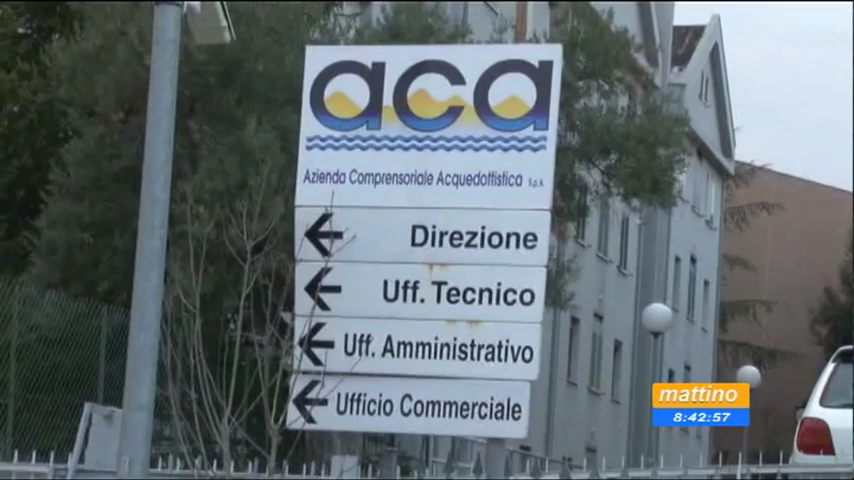 aca
Azienda Comprensoriale Acquedottistica S.p.A.
Direzione
Uff. Tecnico
Uff. Amministrativo
Ufficio Commerciale
mattino
8:42:57